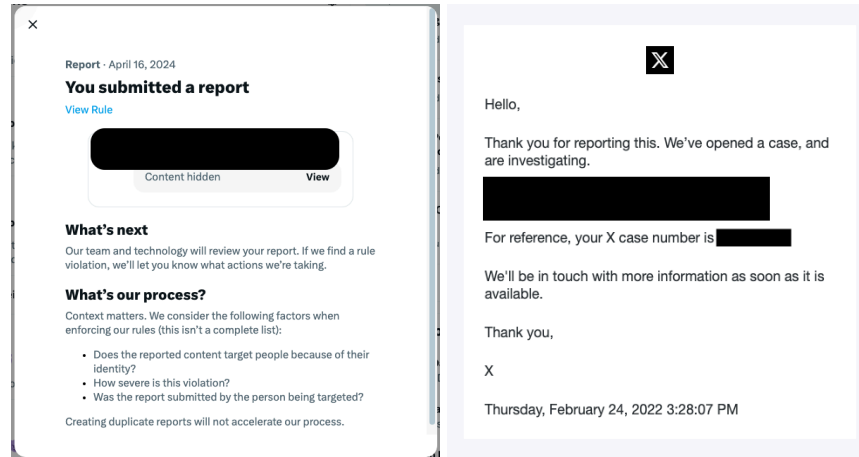 Report · April 16, 2024
You submitted a report
View Rule
Content hidden View
What's next
Our team and technology will review your report. If we find a rule
violation, we'll let you know what actions we're taking.
What's our process?
Context matters. We consider the following factors when
enforcing our rules (this isn't a complete list):
• Does the reported content target people because of their
identity?
• How severe is this violation?
• Was the report submitted by the person being targeted?
Creating duplicate reports will not accelerate our process.
X
Hello,
Thank you for reporting this. We've opened a case, and
are investigating.
For reference, your X case number is
We'll be in touch with more information as soon as it is
available.
Thank you,
X
Thursday, February 24, 2022 3:28:07 PM